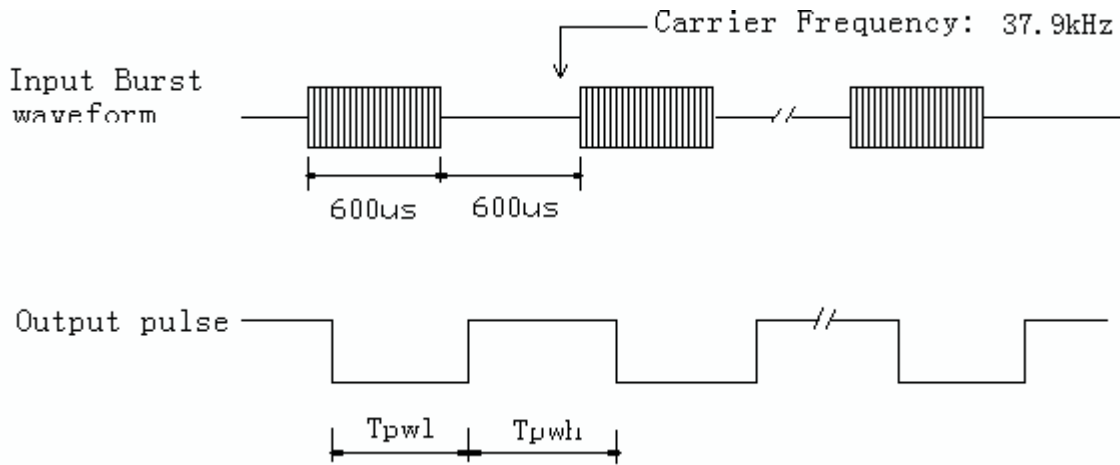 Carrier Frequency: 37.9kHz
Input Burst
waveform
600us 600us
Output pulse
Tpwl Tpwh